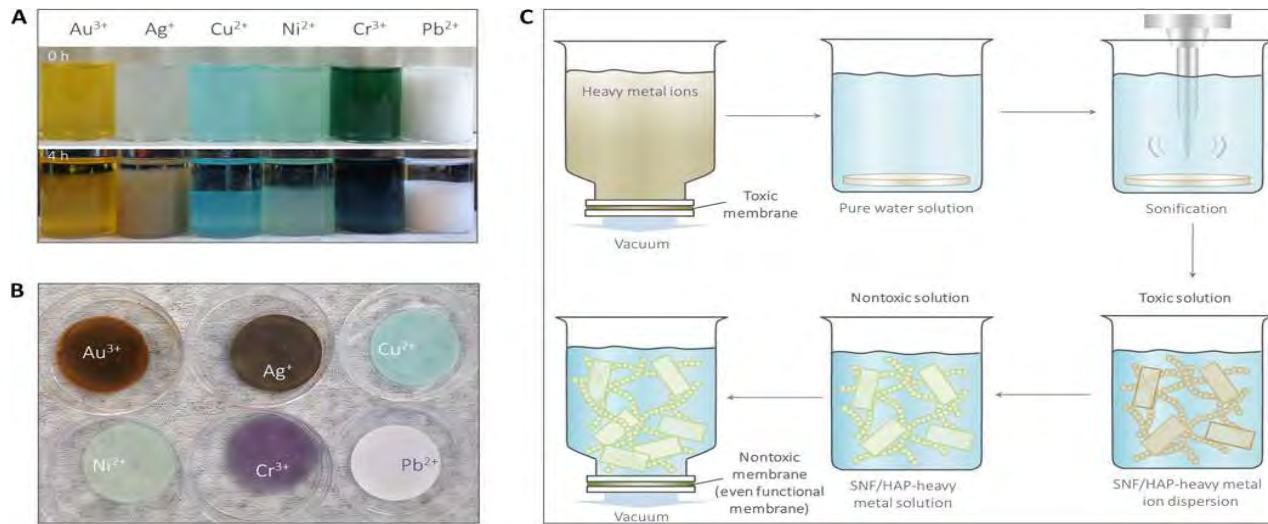 A
Au³⁺ Ag⁺ Cu²⁺ Ni²⁺ Cr³⁺ Pb²⁺
0 h
4 h
B
Au³⁺
Ag⁺
Cu²⁺
Ni²⁺
Cr³⁺
Pb²⁺
C
Heavy metal ions
Toxic
membrane
Vacuum
Pure water solution
Sonification
Toxic solution
SNF/HAP-heavy metal
ion dispersion
Nontoxic solution
SNF/HAP-heavy
metal solution
Nontoxic
membrane
(even functional
membrane)
Vacuum